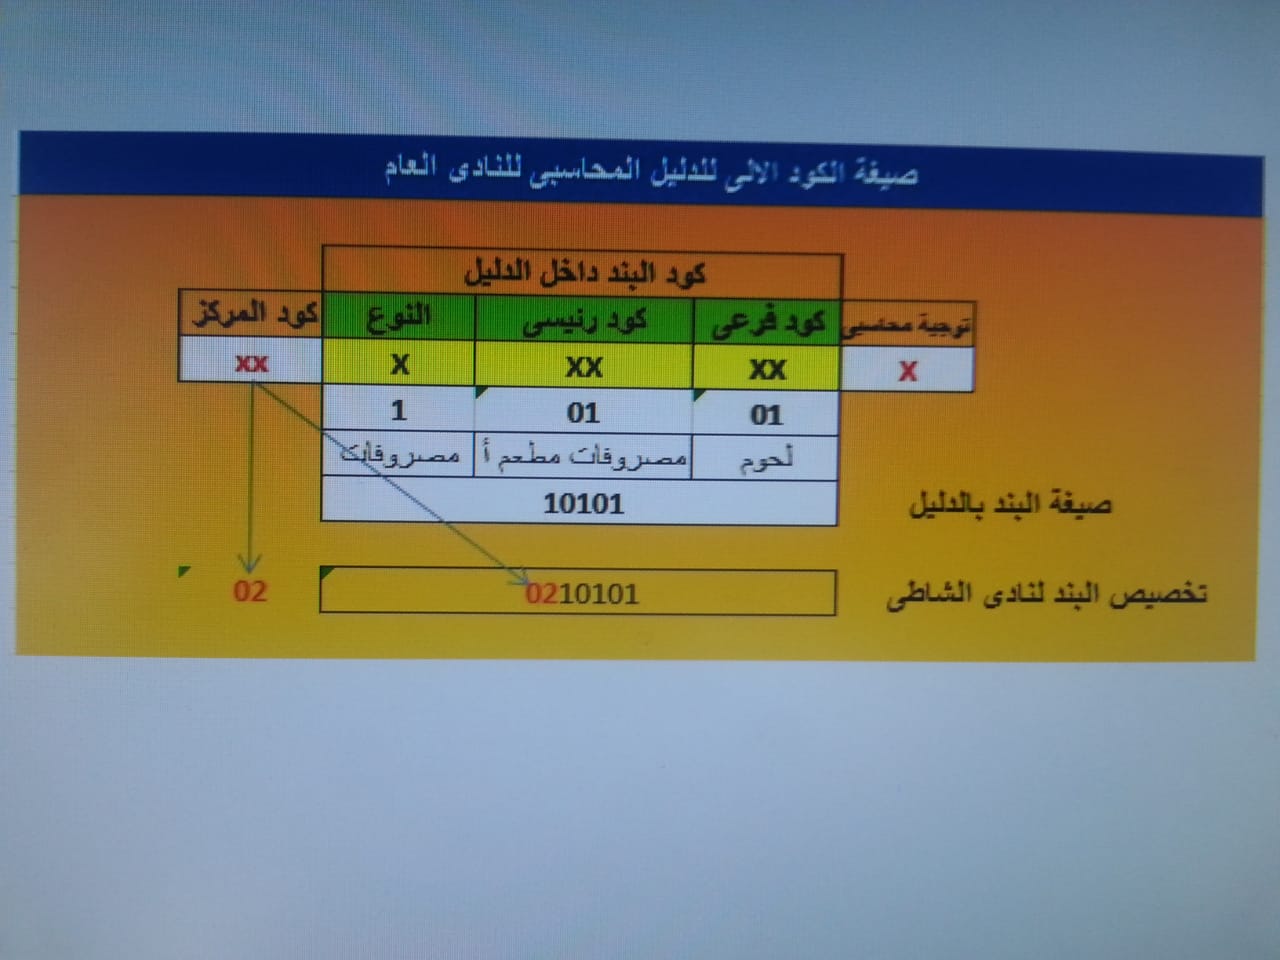 صيغة الكود الالى للدليل المحاسبى للنادى العام
كود البند داخل الدليل
توجية محاسبى كود فرعى كود رئيسى النوع كود المركز
X XX XX X XX
01 01 1
لحوم مصروفات مطعم أ مصروفات
صيغة البند بالدليل 10101
تخصيص البند لنادى الشاطى 0210101 02